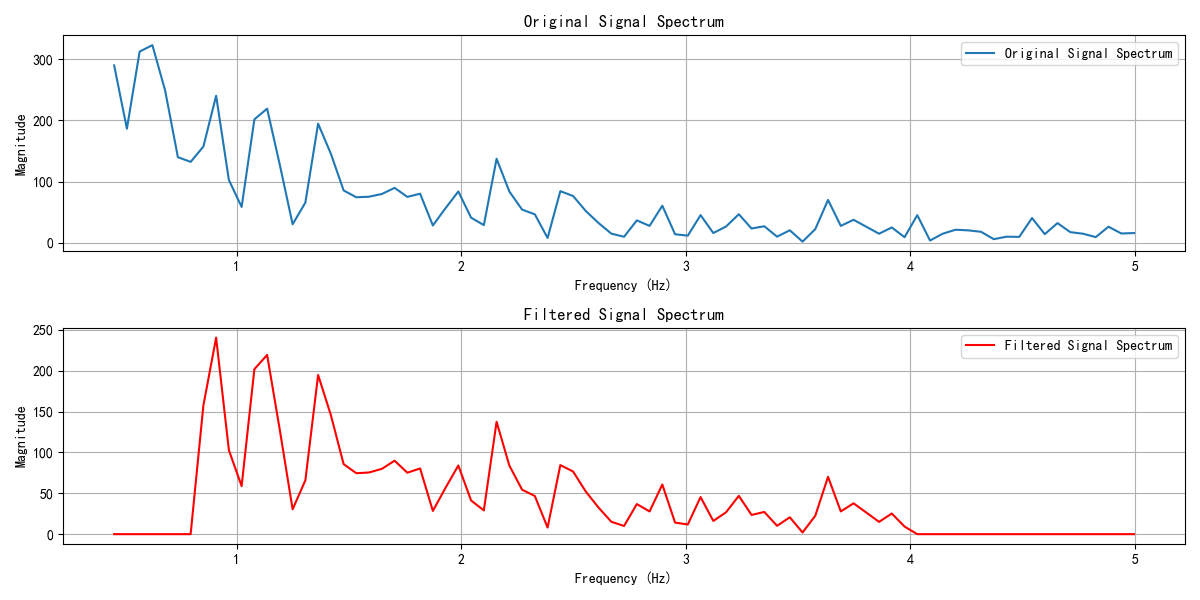 Original Signal Spectrum
Original Signal Spectrum
300
200
100
0
Magnitude
1 2 3 4 5
Frequency (Hz)
Filtered Signal Spectrum
Filtered Signal Spectrum
250
200
150
100
50
0
Magnitude
1 2 3 4 5
Frequency (Hz)